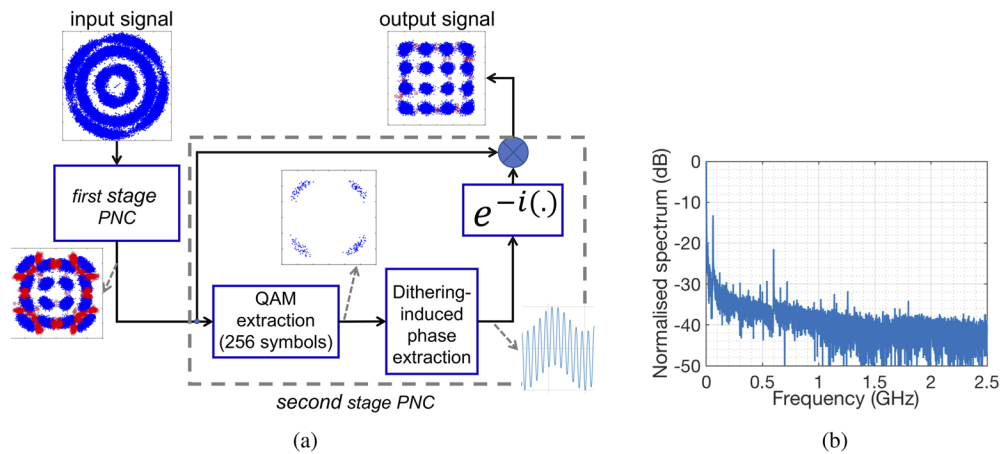 input signal
output signal
first stage
PNC
e^{-i(.)}
QAM
extraction
(256 symbols)
Dithering-
induced
phase
extraction
second stage PNC
(a)
Normalised spectrum (dB)
0
-10
-20
-30
-40
-50
0
0.5
1
1.5
2
2.5
Frequency (GHz)
(b)